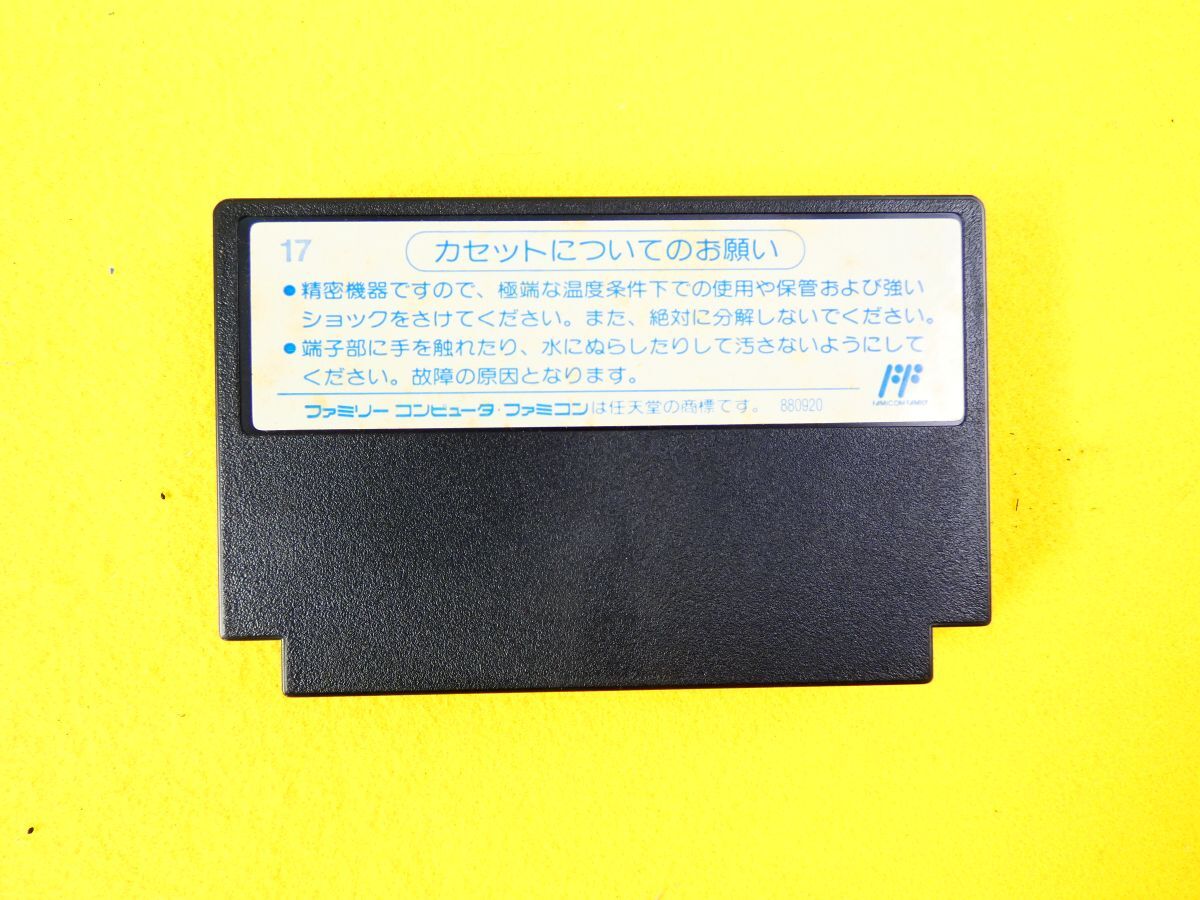 17
カセットについてのお願い
●精密機器ですので、極端な温度条件下での使用や保管および強い
ショックをさけてください。また、絶対に分解しないでください。
●端子部に手を触れたり、水にぬらしたりして汚さないようにして
ください。故障の原因となります。
FAMICOM FAMILY
ファミリーコンピュータ・ファミコンは任天堂の商標です。 880920